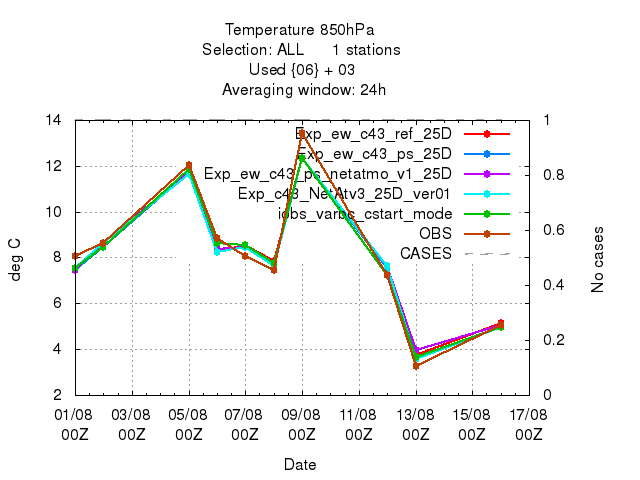 Temperature 850hPa
Selection: ALL 1 stations
Used {06} + 03
Averaging window: 24h
14 1
Exp_ew_c43_ref_25D
Exp_ew_c43_ps_25D
12 0.8
Exp_ew_c43_ps_netatmo_v1_25D
Exp_c43_NetAtv3_25D_ver01
10 0.6
iobs_varbc_cstart_mode
OBS
CASES
deg C
8
No cases
0.4
6
0.2
4
2 0
01/08 03/08 05/08 07/08 09/08 11/08 13/08 15/08 17/08
00Z 00Z 00Z 00Z 00Z 00Z 00Z 00Z 00Z
Date